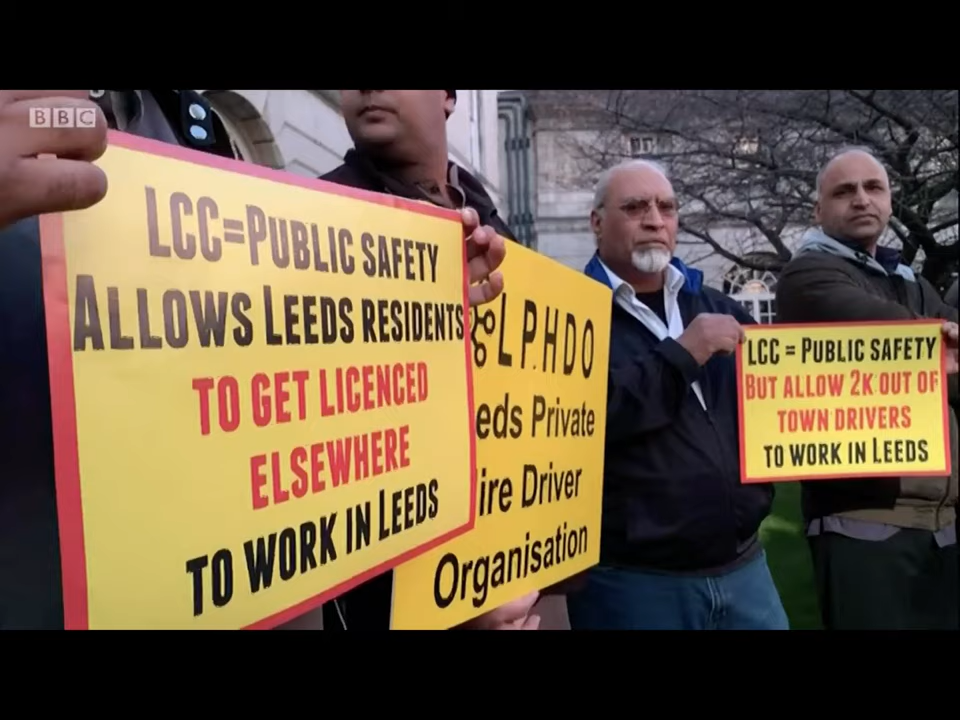 BBC
LCC=PUBLIC SAFETY
ALLOWS LEEDS RESIDENTS
TO GET LICENCED
ELSEWHERE
TO WORK IN LEEDS
L.P.HDO
eds Private
ire Driver
Organisation
LCC = PUBLIC SAFETY
BUT ALLOW 2K OUT OF
TOWN DRIVERS
TO WORK IN LEEDS